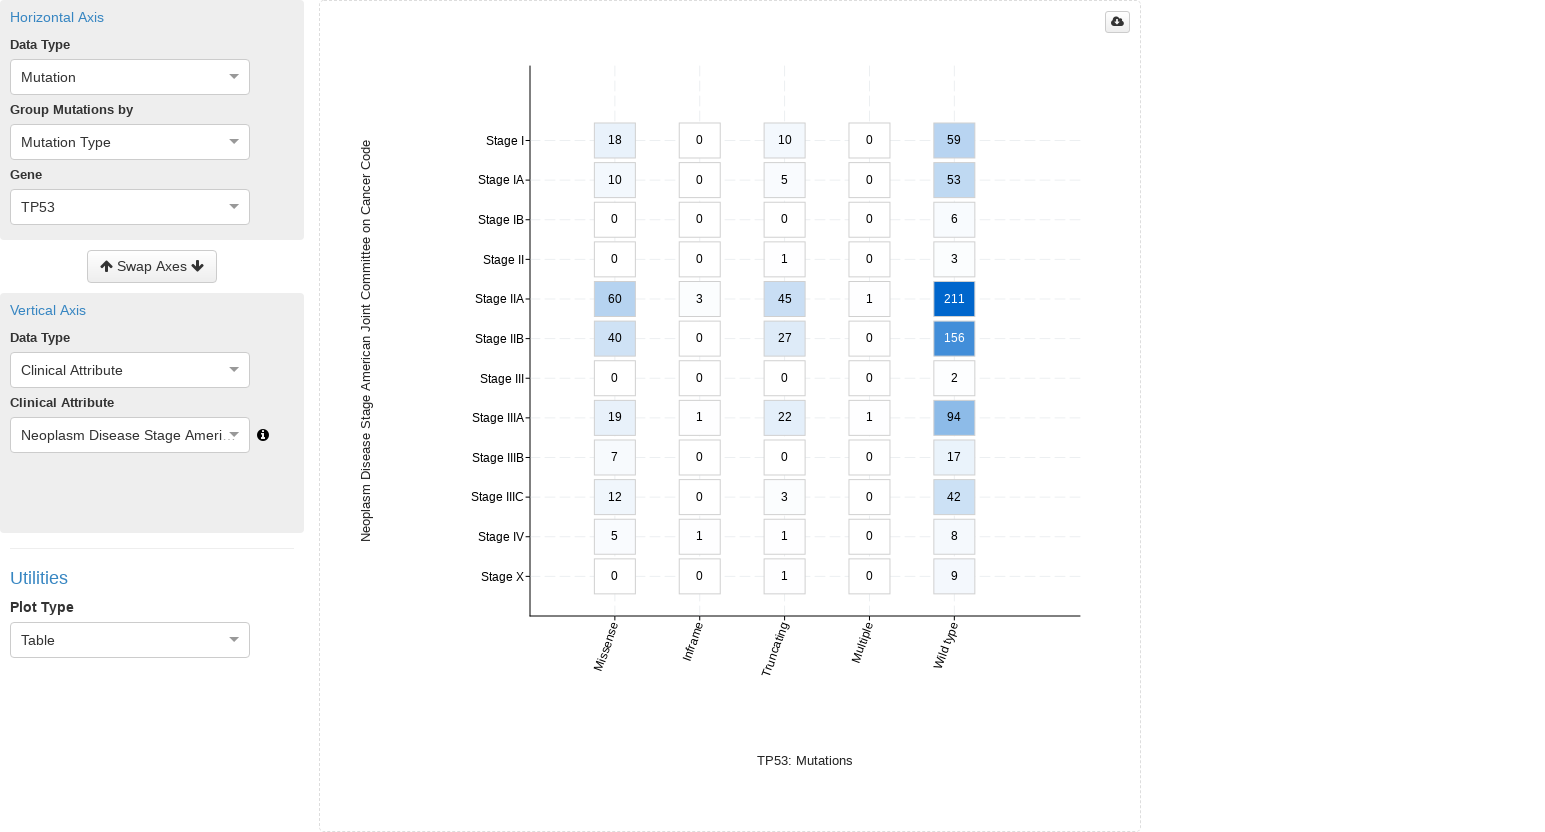 Horizontal Axis
Data Type
Mutation
Group Mutations by
Mutation Type
Gene
TP53
Swap Axes
Vertical Axis
Data Type
Clinical Attribute
Clinical Attribute
Neoplasm Disease Stage Ameri...
Utilities
Plot Type
Table
Neoplasm Disease Stage American Joint Committee on Cancer Code
Stage I 18 0 10 0 59
Stage IA 10 0 5 0 53
Stage IB 0 0 0 0 6
Stage II 0 0 1 0 3
Stage IIA 60 3 45 1 211
Stage IIB 40 0 27 0 156
Stage III 0 0 0 0 2
Stage IIIA 19 1 22 1 94
Stage IIIB 7 0 0 0 17
Stage IIIC 12 0 3 0 42
Stage IV 5 1 1 0 8
Stage X 0 0 1 0 9
Missense Inframe Truncating Multiple Wild type
TP53: Mutations